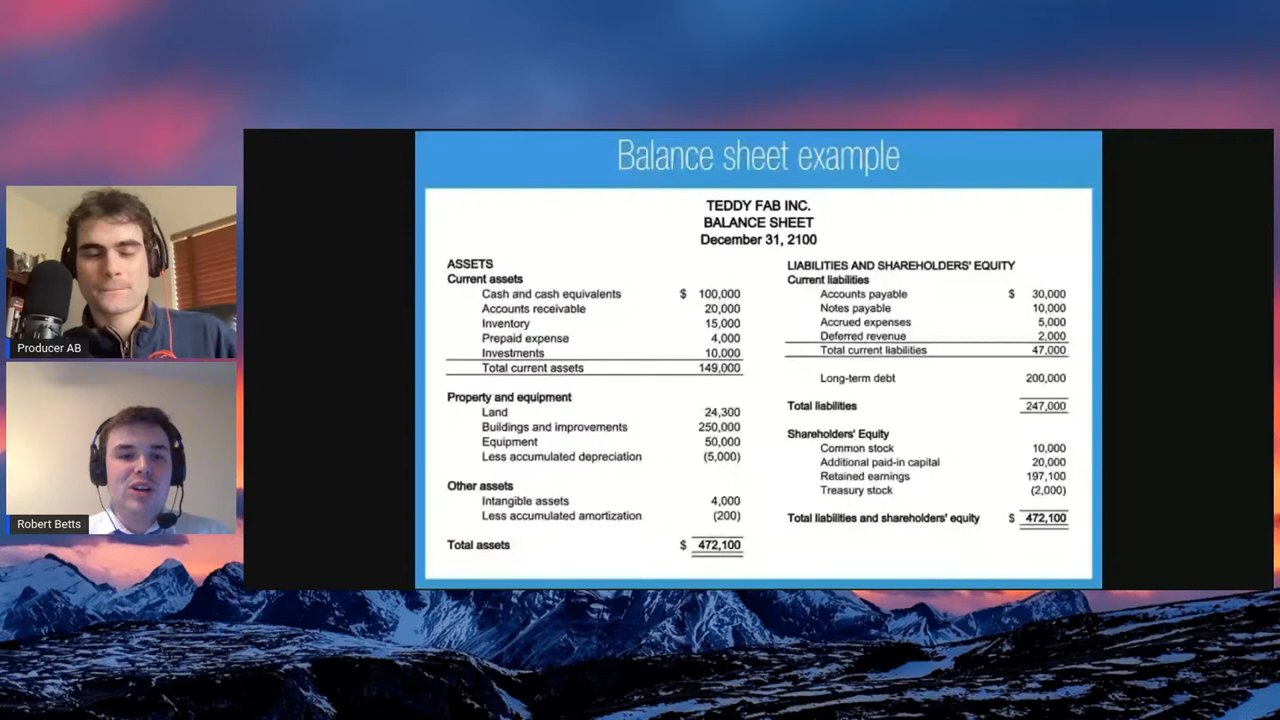 Balance sheet example
TEDDY FAB INC.
BALANCE SHEET
December 31, 2100
ASSETS
Current assets
Cash and cash equivalents $ 100,000
Accounts receivable 20,000
Inventory 15,000
Prepaid expense 4,000
Investments 10,000
Total current assets 149,000
Property and equipment
Land 24,300
Buildings and improvements 250,000
Equipment 50,000
Less accumulated depreciation (5,000)
Other assets
Intangible assets 4,000
Less accumulated amortization (200)
Total assets $ 472,100
LIABILITIES AND SHAREHOLDERS' EQUITY
Current liabilities
Accounts payable $ 30,000
Notes payable 10,000
Accrued expenses 5,000
Deferred revenue 2,000
Total current liabilities 47,000
Long-term debt 200,000
Total liabilities 247,000
Shareholders' Equity
Common stock 10,000
Additional paid-in capital 20,000
Retained earnings 197,100
Treasury stock (2,000)
Total liabilities and shareholders' equity $ 472,100
Producer AB
Robert Betts